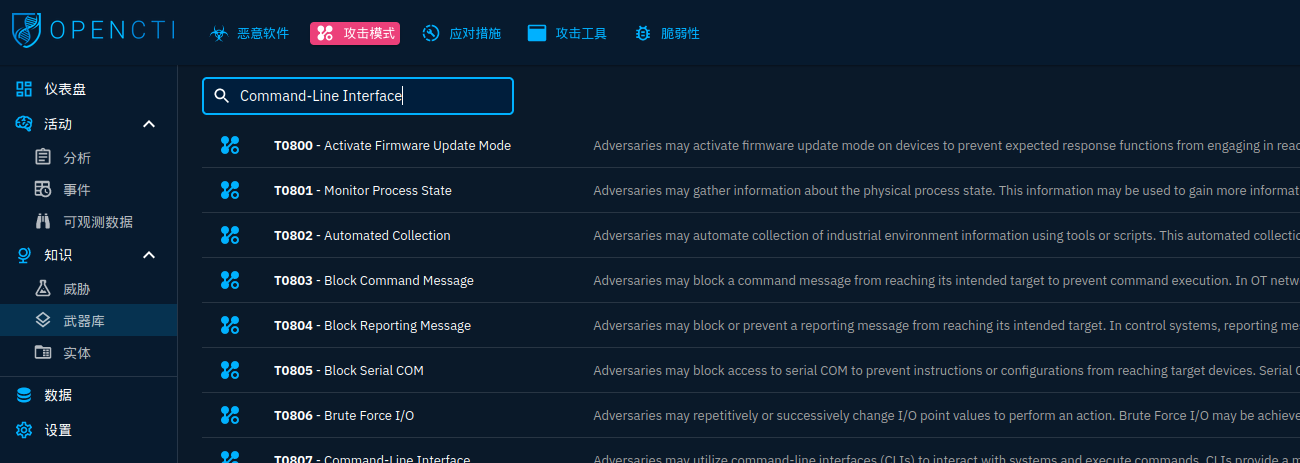 OPENCTI
恶意软件 攻击模式 应对措施 攻击工具 脆弱性
仪表盘
活动
分析
事件
可观测数据
知识
威胁
武器库
实体
数据
设置
Command-Line Interface
T0800 - Activate Firmware Update Mode Adversaries may activate firmware update mode on devices to prevent expected response functions from engaging in
T0801 - Monitor Process State Adversaries may gather information about the physical process state. This information may be used to gain more
T0802 - Automated Collection Adversaries may automate collection of industrial environment information using tools or scripts. This automated
T0803 - Block Command Message Adversaries may block a command message from reaching its intended target to prevent command execution. In OT
T0804 - Block Reporting Message Adversaries may block or prevent a reporting message from reaching its intended target. In control systems, reporting
T0805 - Block Serial COM Adversaries may block access to serial COM to prevent instructions or configurations from reaching target devices. Serial
T0806 - Brute Force I/O Adversaries may repetitively or successively change I/O point values to perform an action. Brute Force I/O may be
T0807 - Command-Line Interface Adversaries may utilize command-line interfaces (CLIs) to interact with systems and execute commands. CLIs provide a